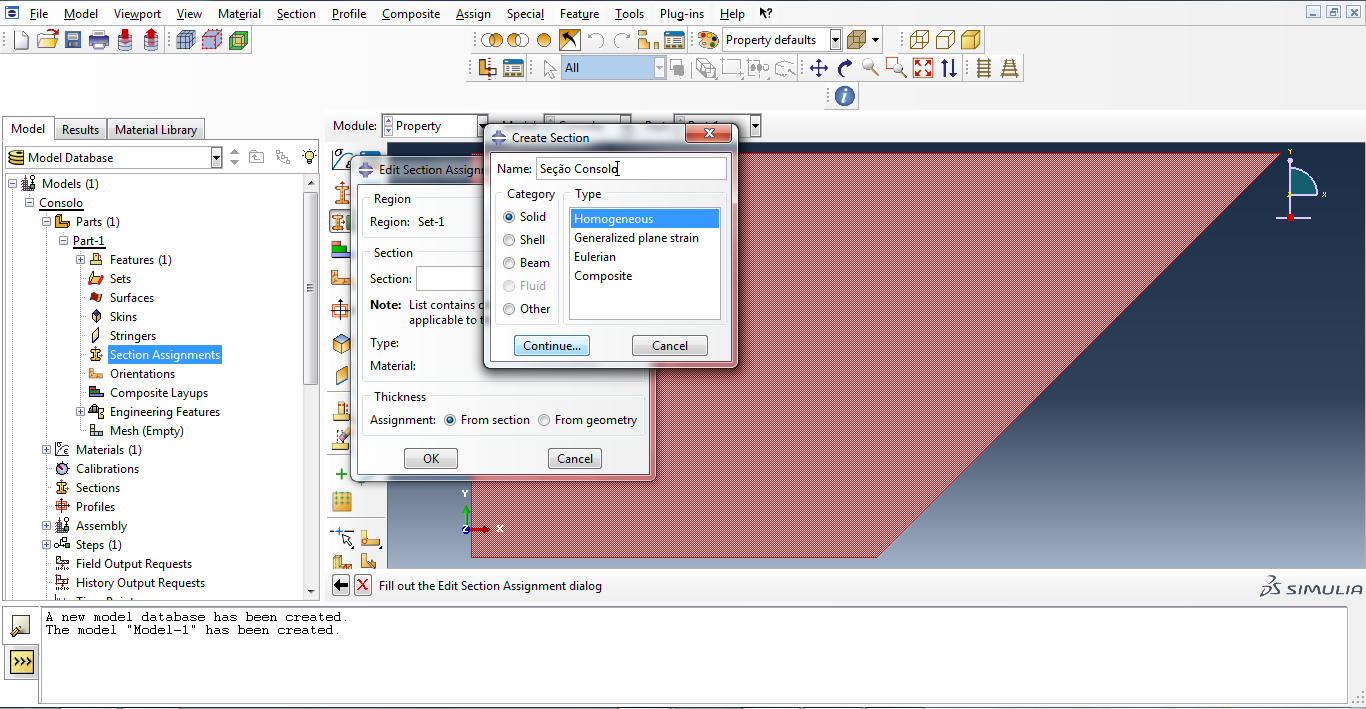 File Model Viewport View Material Section Profile Composite Assign Special Feature Tools Plug-ins Help
Property defaults
All
Model Results Material Library
Module: Property
Model Database
Models (1)
Consolo
Parts (1)
Part-1
Features (1)
Sets
Surfaces
Skins
Stringers
Section Assignments
Orientations
Composite Layups
Engineering Features
Mesh (Empty)
Materials (1)
Calibrations
Sections
Profiles
Assembly
Steps (1)
Field Output Requests
History Output Requests
Edit Section Assignm
Region
Region: Set-1
Section
Section:
Note: List contains
applicable to
Type:
Material:
Thickness
Assignment: From section From geometry
OK Cancel
Create Section
Name: Seção Consolo
Category Type
Solid
Shell
Beam
Fluid
Other
Homogeneous
Generalized plane strain
Eulerian
Composite
Continue... Cancel
Y
X
Y
Z
X
Fill out the Edit Section Assignment dialog
SIMULIA
A new model database has been created.
The model "Model-1" has been created.
>>>